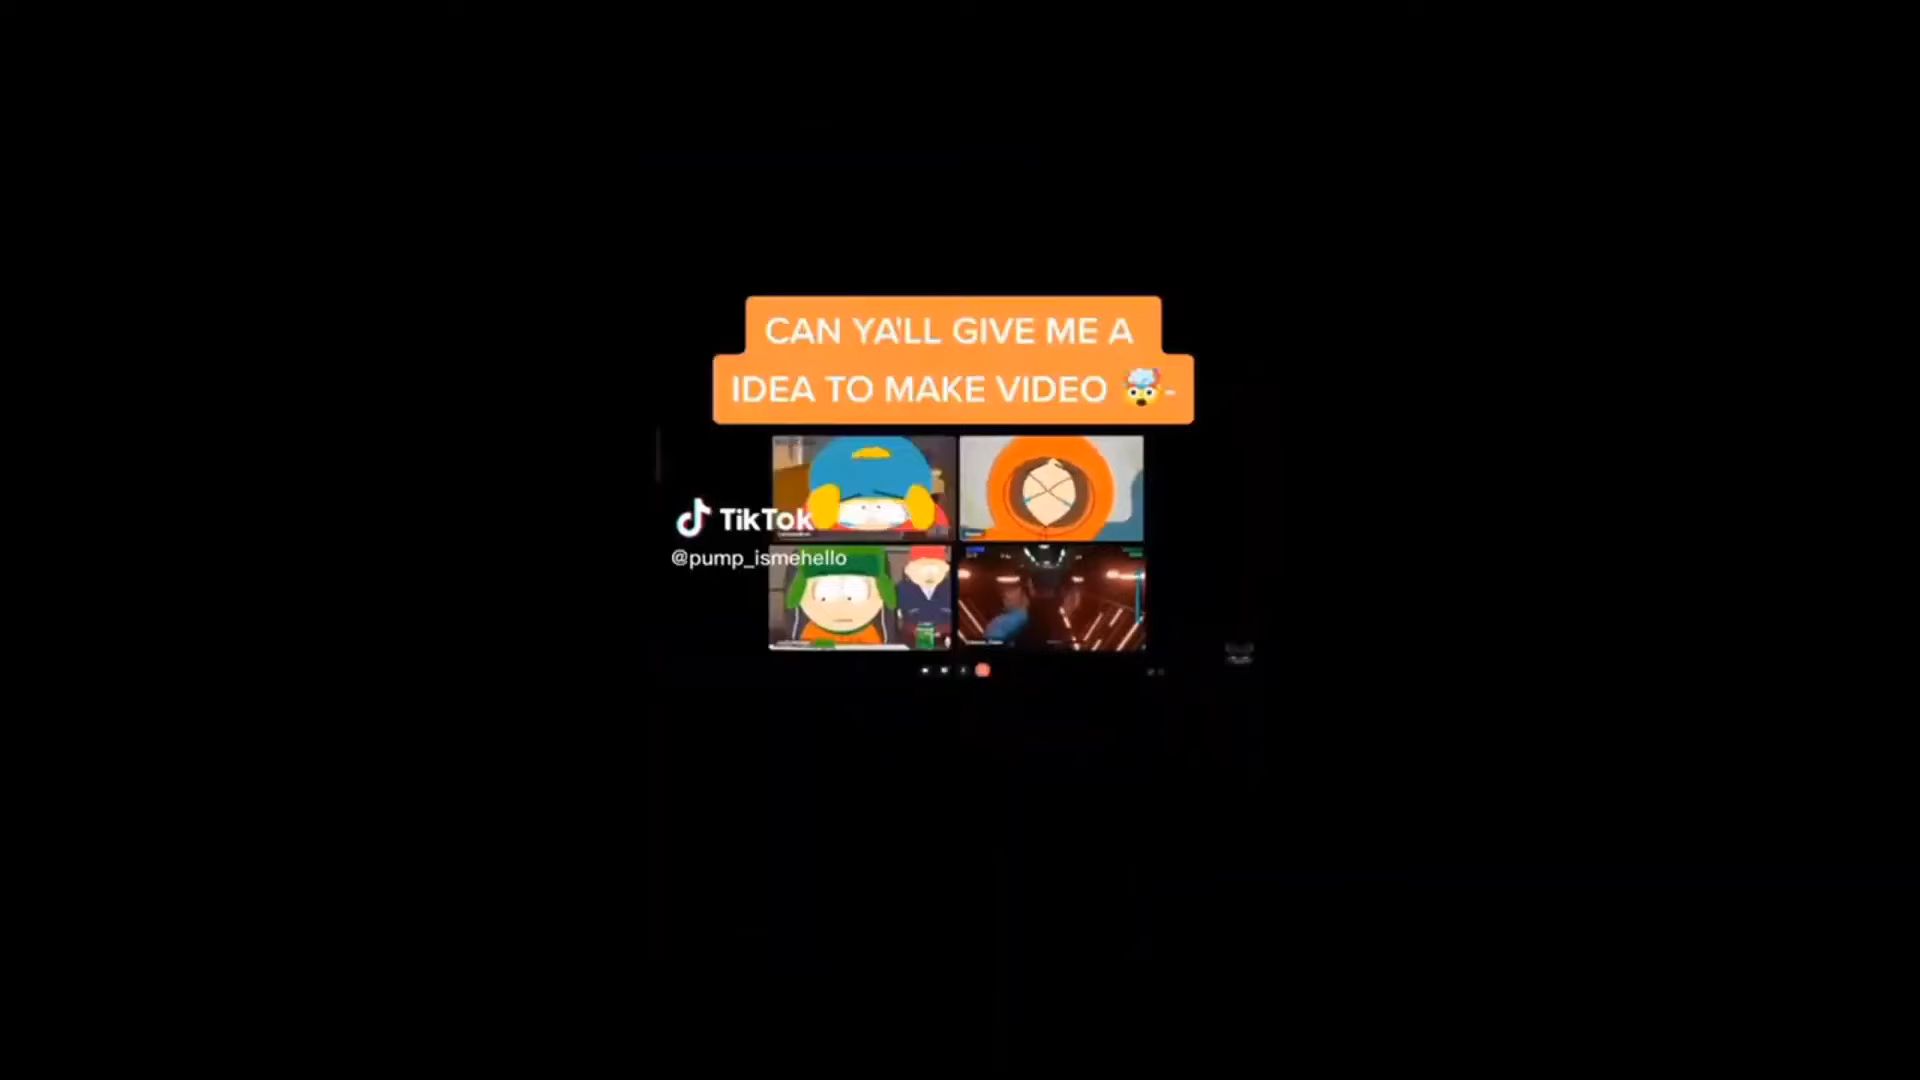 CAN YA'LL GIVE ME A
IDEA TO MAKE VIDEO 🤯-
TikTok
@pump_ismehello